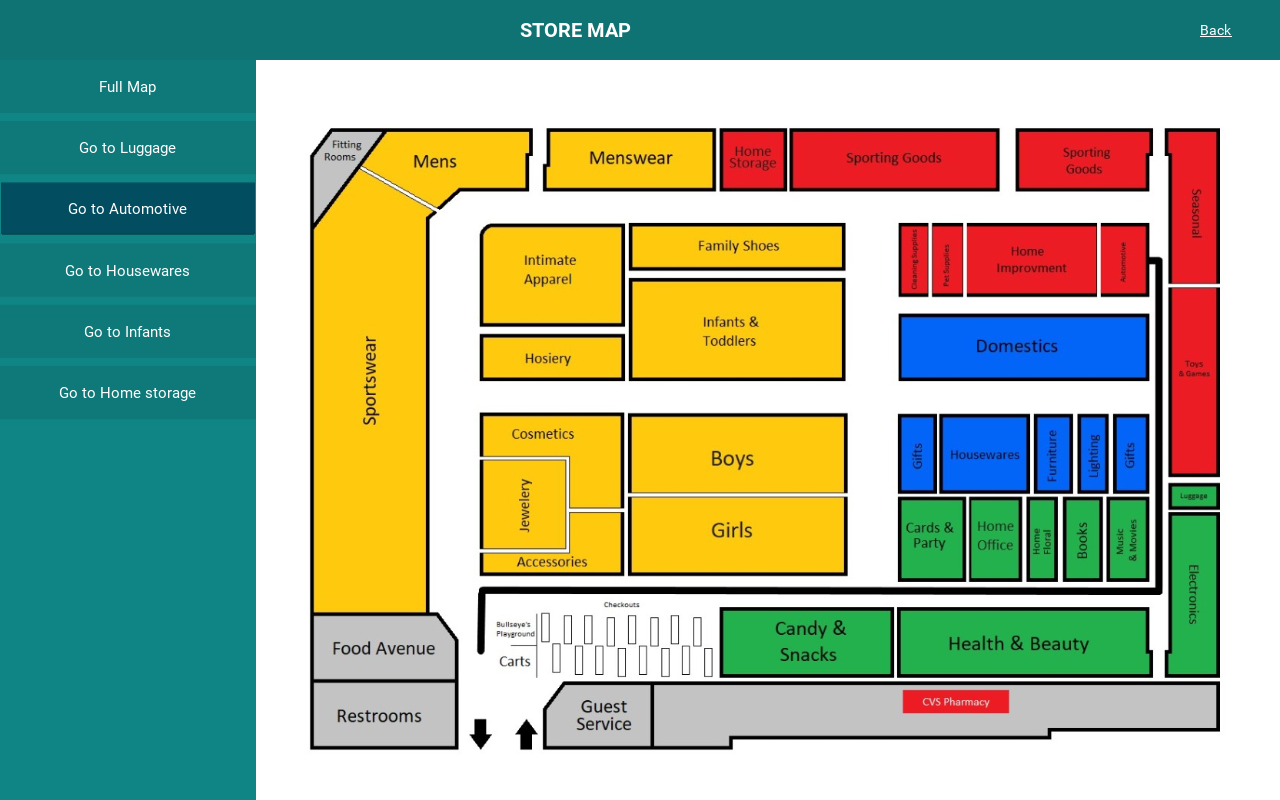 STORE MAP
Back
Full Map
Go to Luggage
Go to Automotive
Go to Housewares
Go to Infants
Go to Home storage
Fitting
Rooms
Mens
Menswear
Home
Storage
Sporting Goods
Sporting
Goods
Seasonal
Intimate
Apparel
Family Shoes
Cleaning Supplies
Pet Supplies
Home
Improvment
Automotive
Infants &
Toddlers
Hosiery
Domestics
Sportswear
Toys
& Games
Cosmetics
Boys
Gifts
Housewares
Furniture
Lighting
Gifts
Jewelery
Luggage
Girls
Cards &
Party
Home
Office
Home
Floral
Books
Music
& Movies
Accessories
Electronics
Checkouts
Bullseye's
Playground
Carts
Candy &
Snacks
Health & Beauty
Food Avenue
Restrooms
Guest
Service
CVS Pharmacy